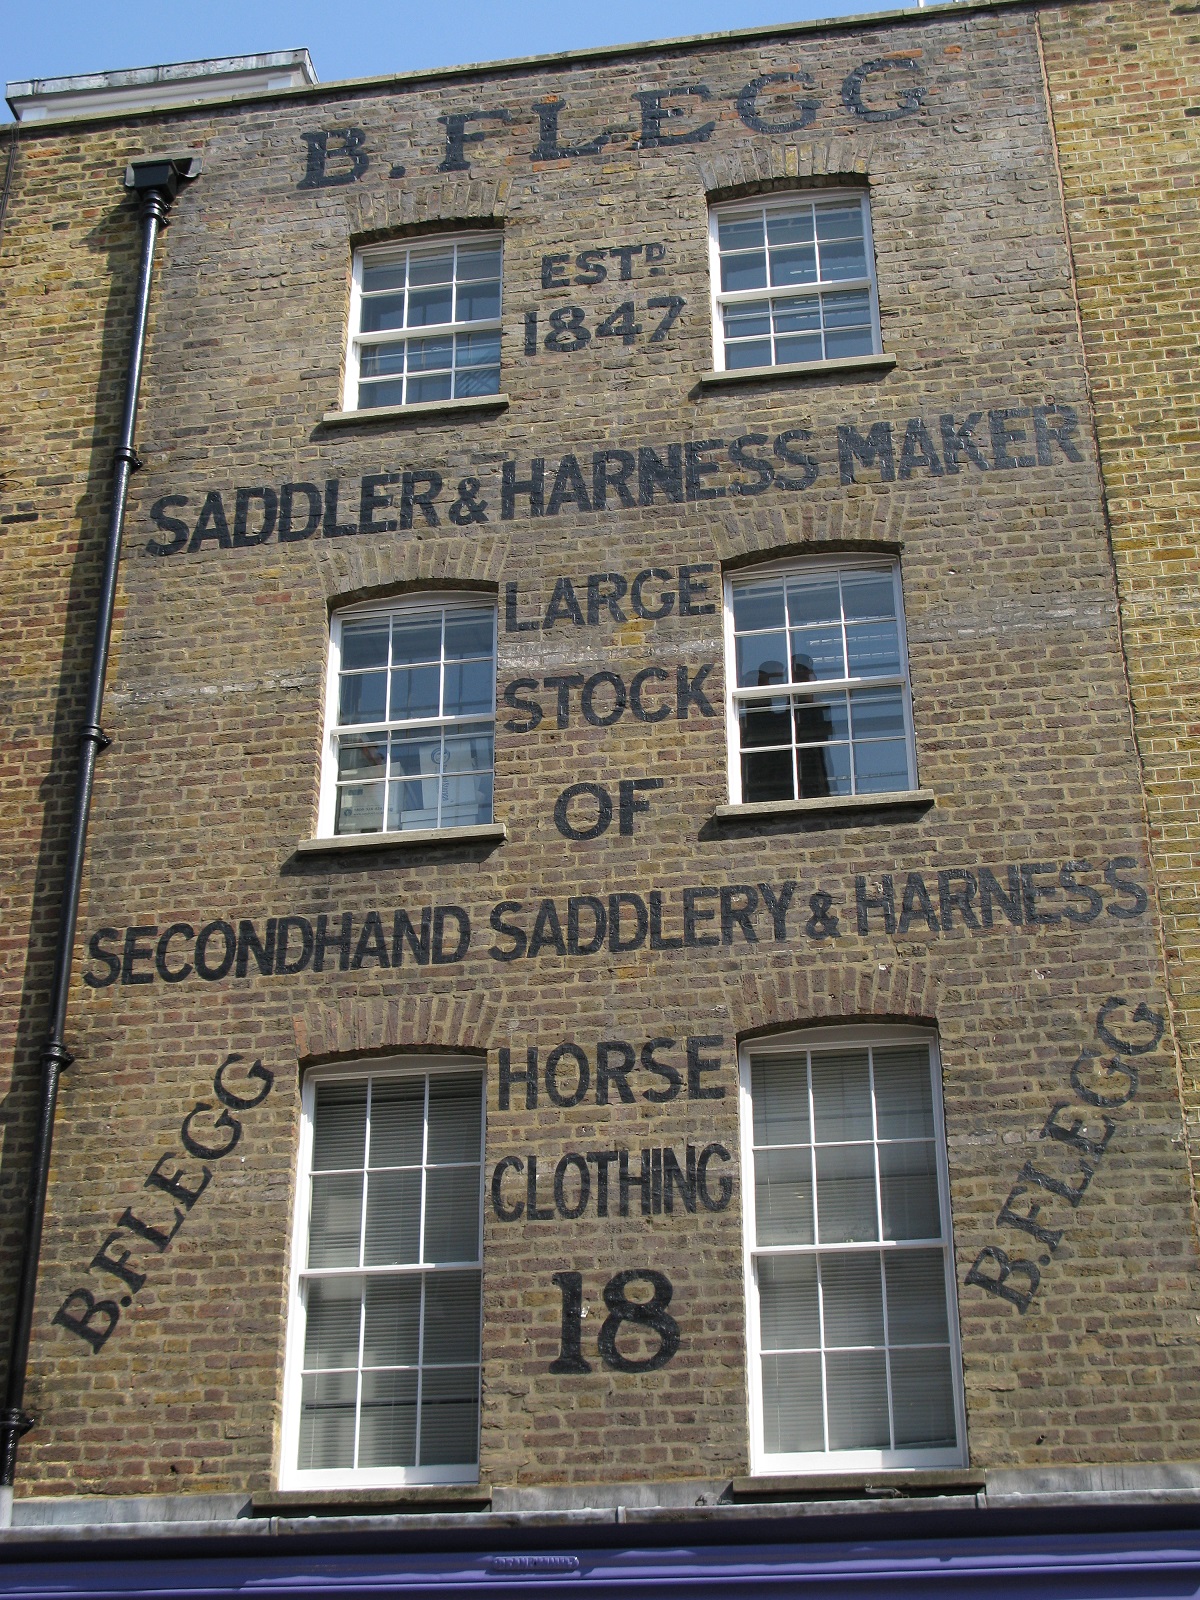 B. FLEGG
ESTD
1847
SADDLER & HARNESS MAKER
LARGE
STOCK
OF
SECONDHAND SADDLERY & HARNESS
HORSE
CLOTHING
18
B. FLEGG
B. FLEGG